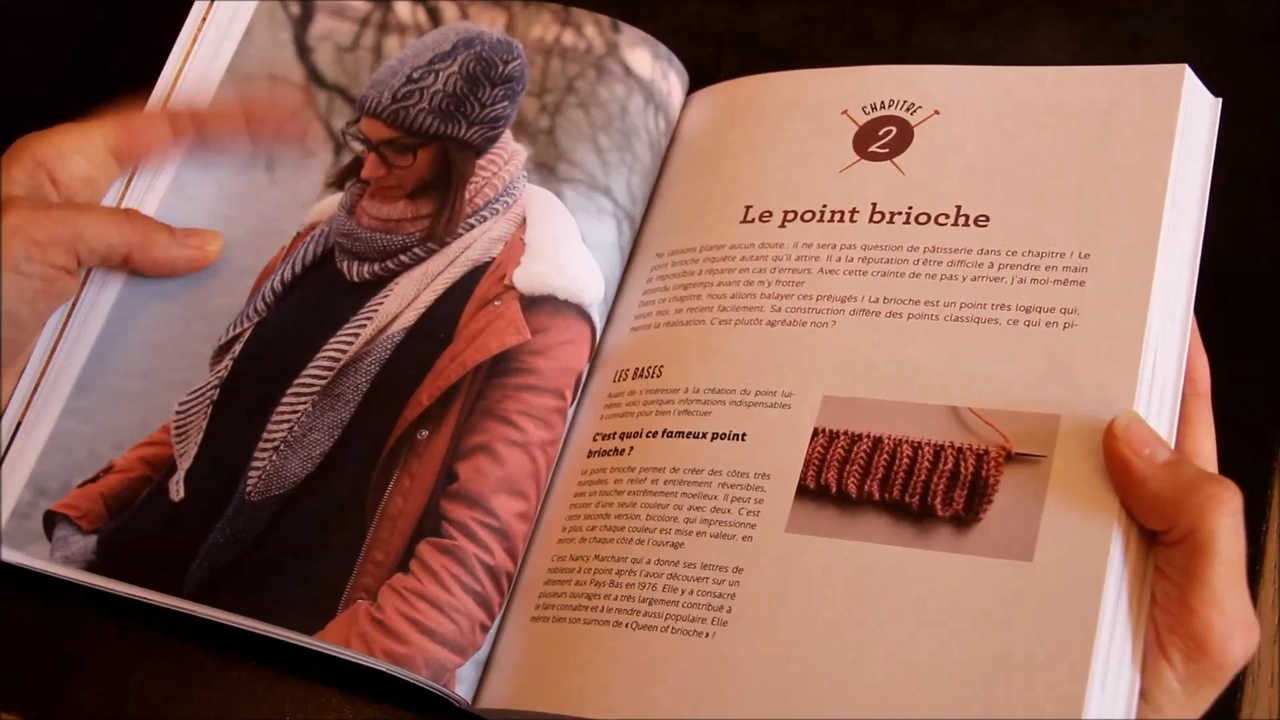 CHAPITRE
2
Le point brioche
Ne laissons planer aucun doute : il ne sera pas question de pâtisserie dans ce chapitre ! Le
point brioche inquiète autant qu'il attire. Il a la réputation d'être difficile à prendre en main
et impossible à réparer en cas d'erreurs. Avec cette crainte de ne pas y arriver, j'ai moi-même
attendu longtemps avant de m'y frotter
Dans ce chapitre, nous allons balayer ces préjugés ! La brioche est un point très logique qui,
selon moi, se retient facilement. Sa construction diffère des points classiques, ce qui en pi-
mente la réalisation. C'est plutôt agréable non ?
LES BASES
Avant de s'intéresser à la création du point lui-
même, voici quelques informations indispensables
à connaître pour bien l'effectuer.
C'est quoi ce fameux point
brioche ?
Le point brioche permet de créer des côtes très
marquées, en relief et entièrement réversibles,
avec un toucher extrêmement moelleux. Il peut se
tricoter d'une seule couleur ou avec deux. C'est
cette seconde version, bicolore, qui impressionne
le plus, car chaque couleur est mise en valeur, en
miroir, de chaque côté de l'ouvrage.
C'est Nancy Marchant qui a donné ses lettres de
noblesse à ce point après l'avoir découvert sur un
vêtement aux Pays-Bas en 1976. Elle y a consacré
plusieurs ouvrages et a très largement contribué à
le faire connaître et à le rendre aussi populaire. Elle
mérite bien son surnom de « Queen of brioche » !